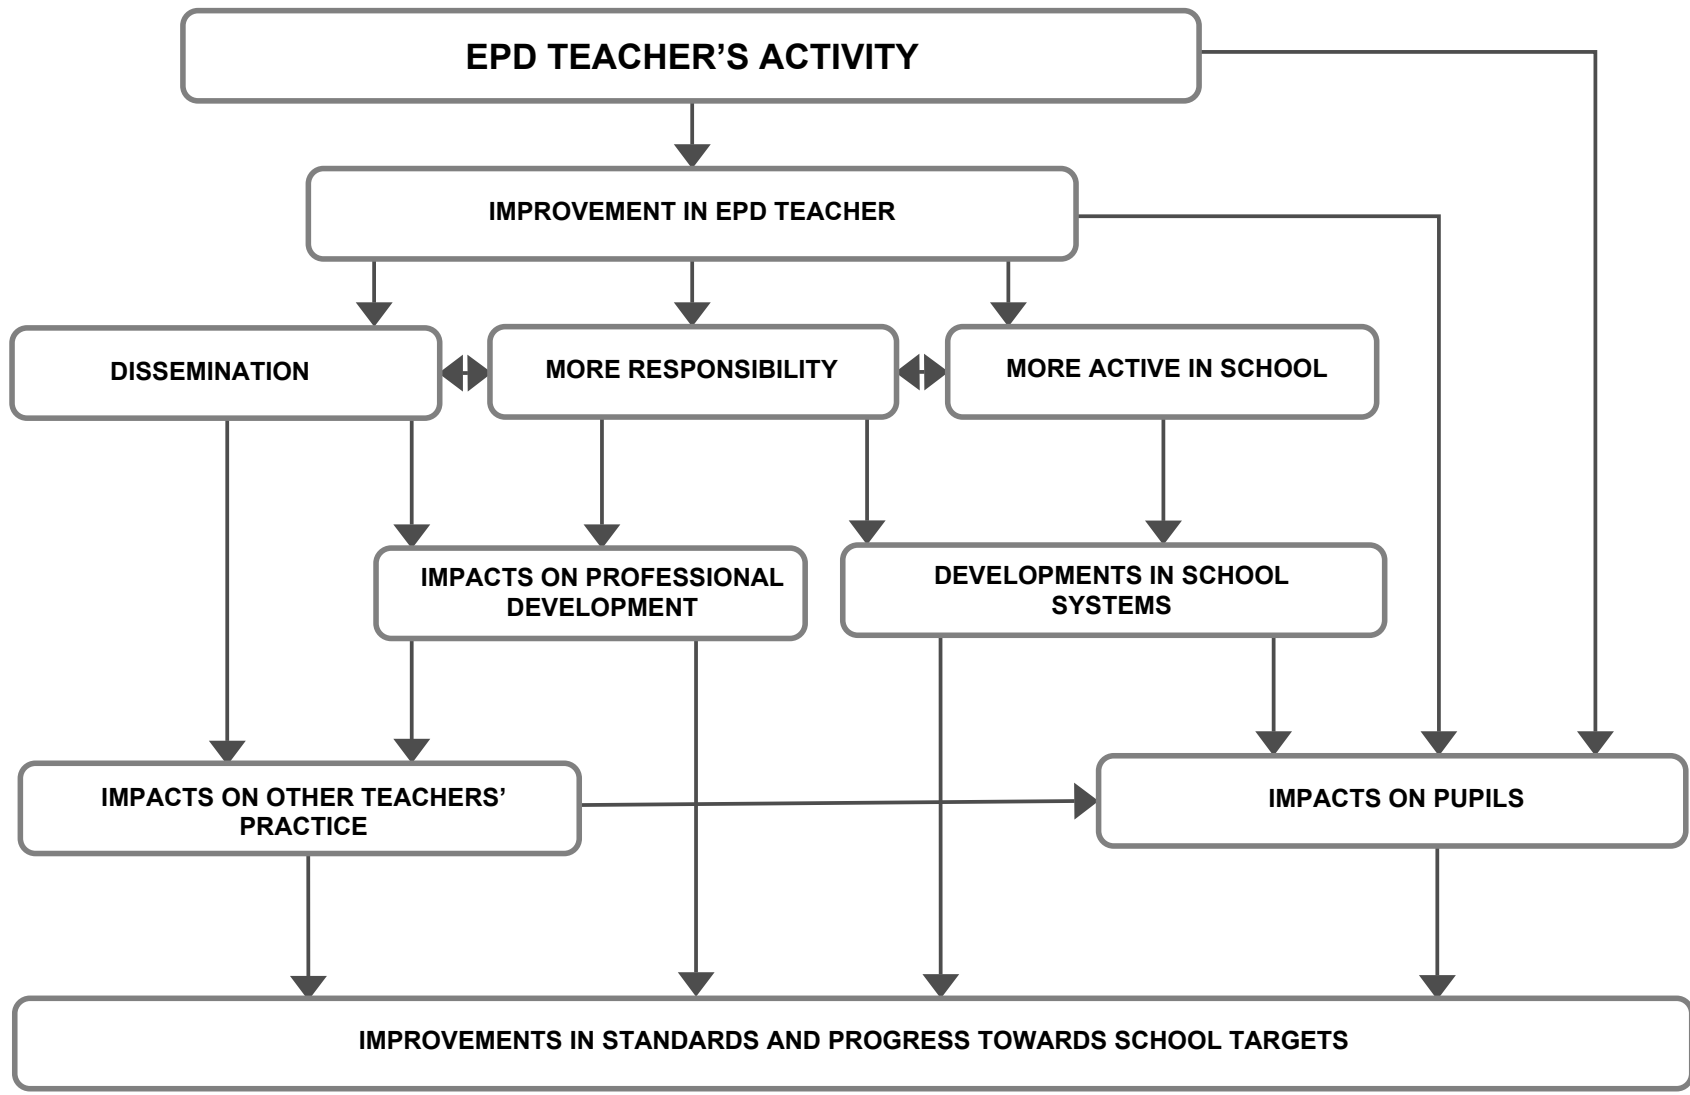 EPD TEACHER’S ACTIVITY
IMPROVEMENT IN EPD TEACHER
DISSEMINATION
MORE RESPONSIBILITY
MORE ACTIVE IN SCHOOL
IMPACTS ON PROFESSIONAL
DEVELOPMENT
DEVELOPMENTS IN SCHOOL
SYSTEMS
IMPACTS ON OTHER TEACHERS’
PRACTICE
IMPACTS ON PUPILS
IMPROVEMENTS IN STANDARDS AND PROGRESS TOWARDS SCHOOL TARGETS